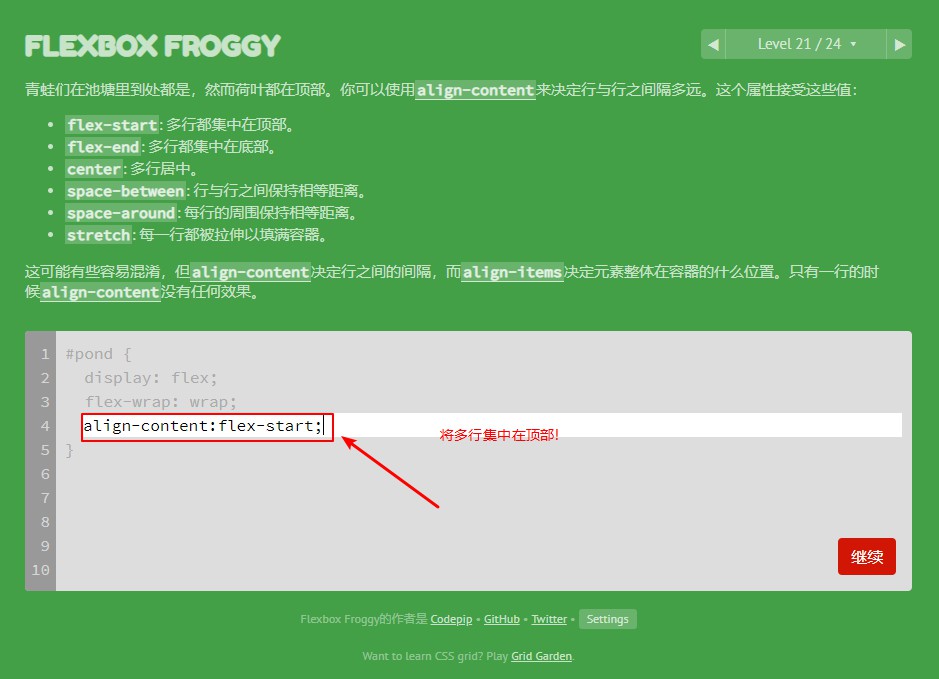 FLEXBOX FROGGY
◀ Level 21 / 24 ▼ ▶
青蛙们在池塘里到处都是，然而荷叶都在顶部。你可以使用align-content来决定行与行之间隔多远。这个属性接受这些值：
• flex-start: 多行都集中在顶部。
• flex-end: 多行都集中在底部。
• center: 多行居中。
• space-between: 行与行之间保持相等距离。
• space-around: 每行的周围保持相等距离。
• stretch: 每一行都被拉伸以填满容器。
这可能有些容易混淆，但align-content决定行之间的间隔，而align-items决定元素整体在容器的什么位置。只有一行的时
候align-content没有任何效果。
1 #pond {
2 display: flex;
3 flex-wrap: wrap;
4 align-content:flex-start;
将多行集中在顶部!
5 }
6
7
8
9
10
继续
Flexbox Froggy的作者是 Codepip • GitHub • Twitter • Settings
Want to learn CSS grid? Play Grid Garden.